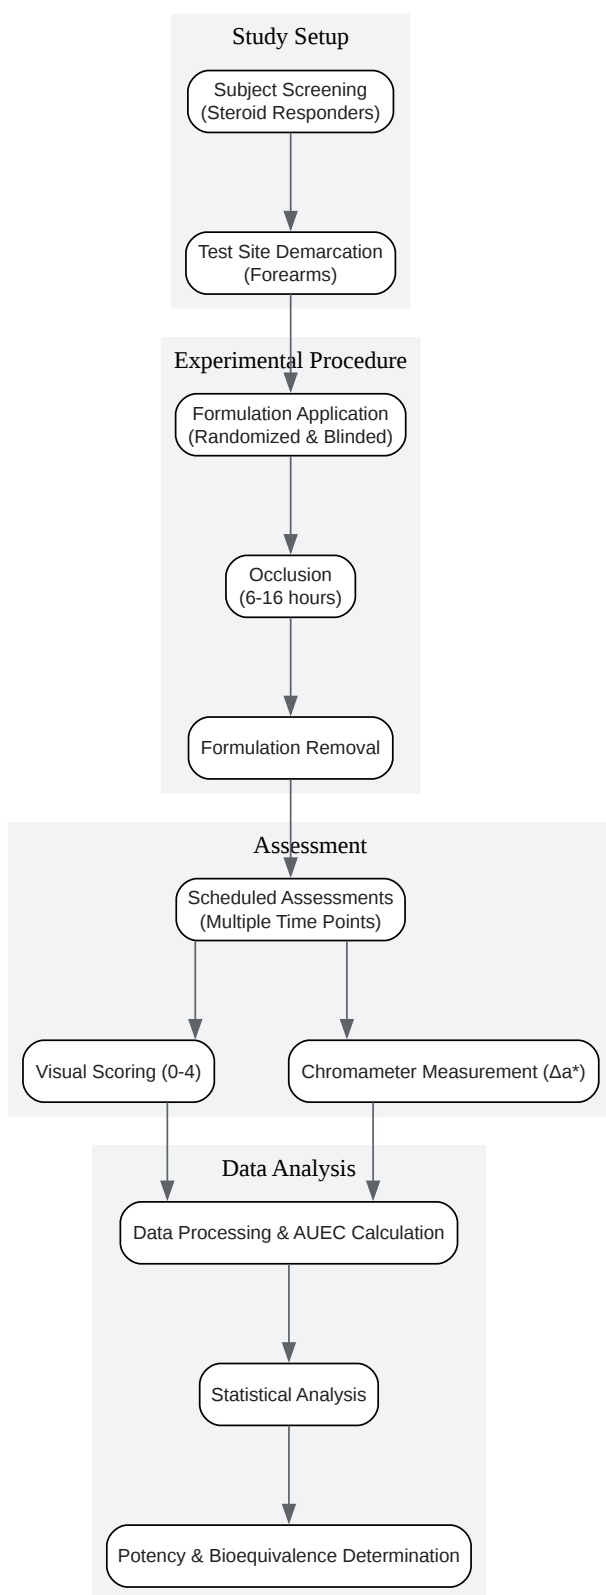 Study Setup
Subject Screening
(Steroid Responders)
Test Site Demarcation
(Forearms)
Experimental Procedure
Formulation Application
(Randomized & Blinded)
Occlusion
(6-16 hours)
Formulation Removal
Assessment
Scheduled Assessments
(Multiple Time Points)
Visual Scoring (0-4)
Chromameter Measurement (Δa*)
Data Analysis
Data Processing & AUEC Calculation
Statistical Analysis
Potency & Bioequivalence Determination